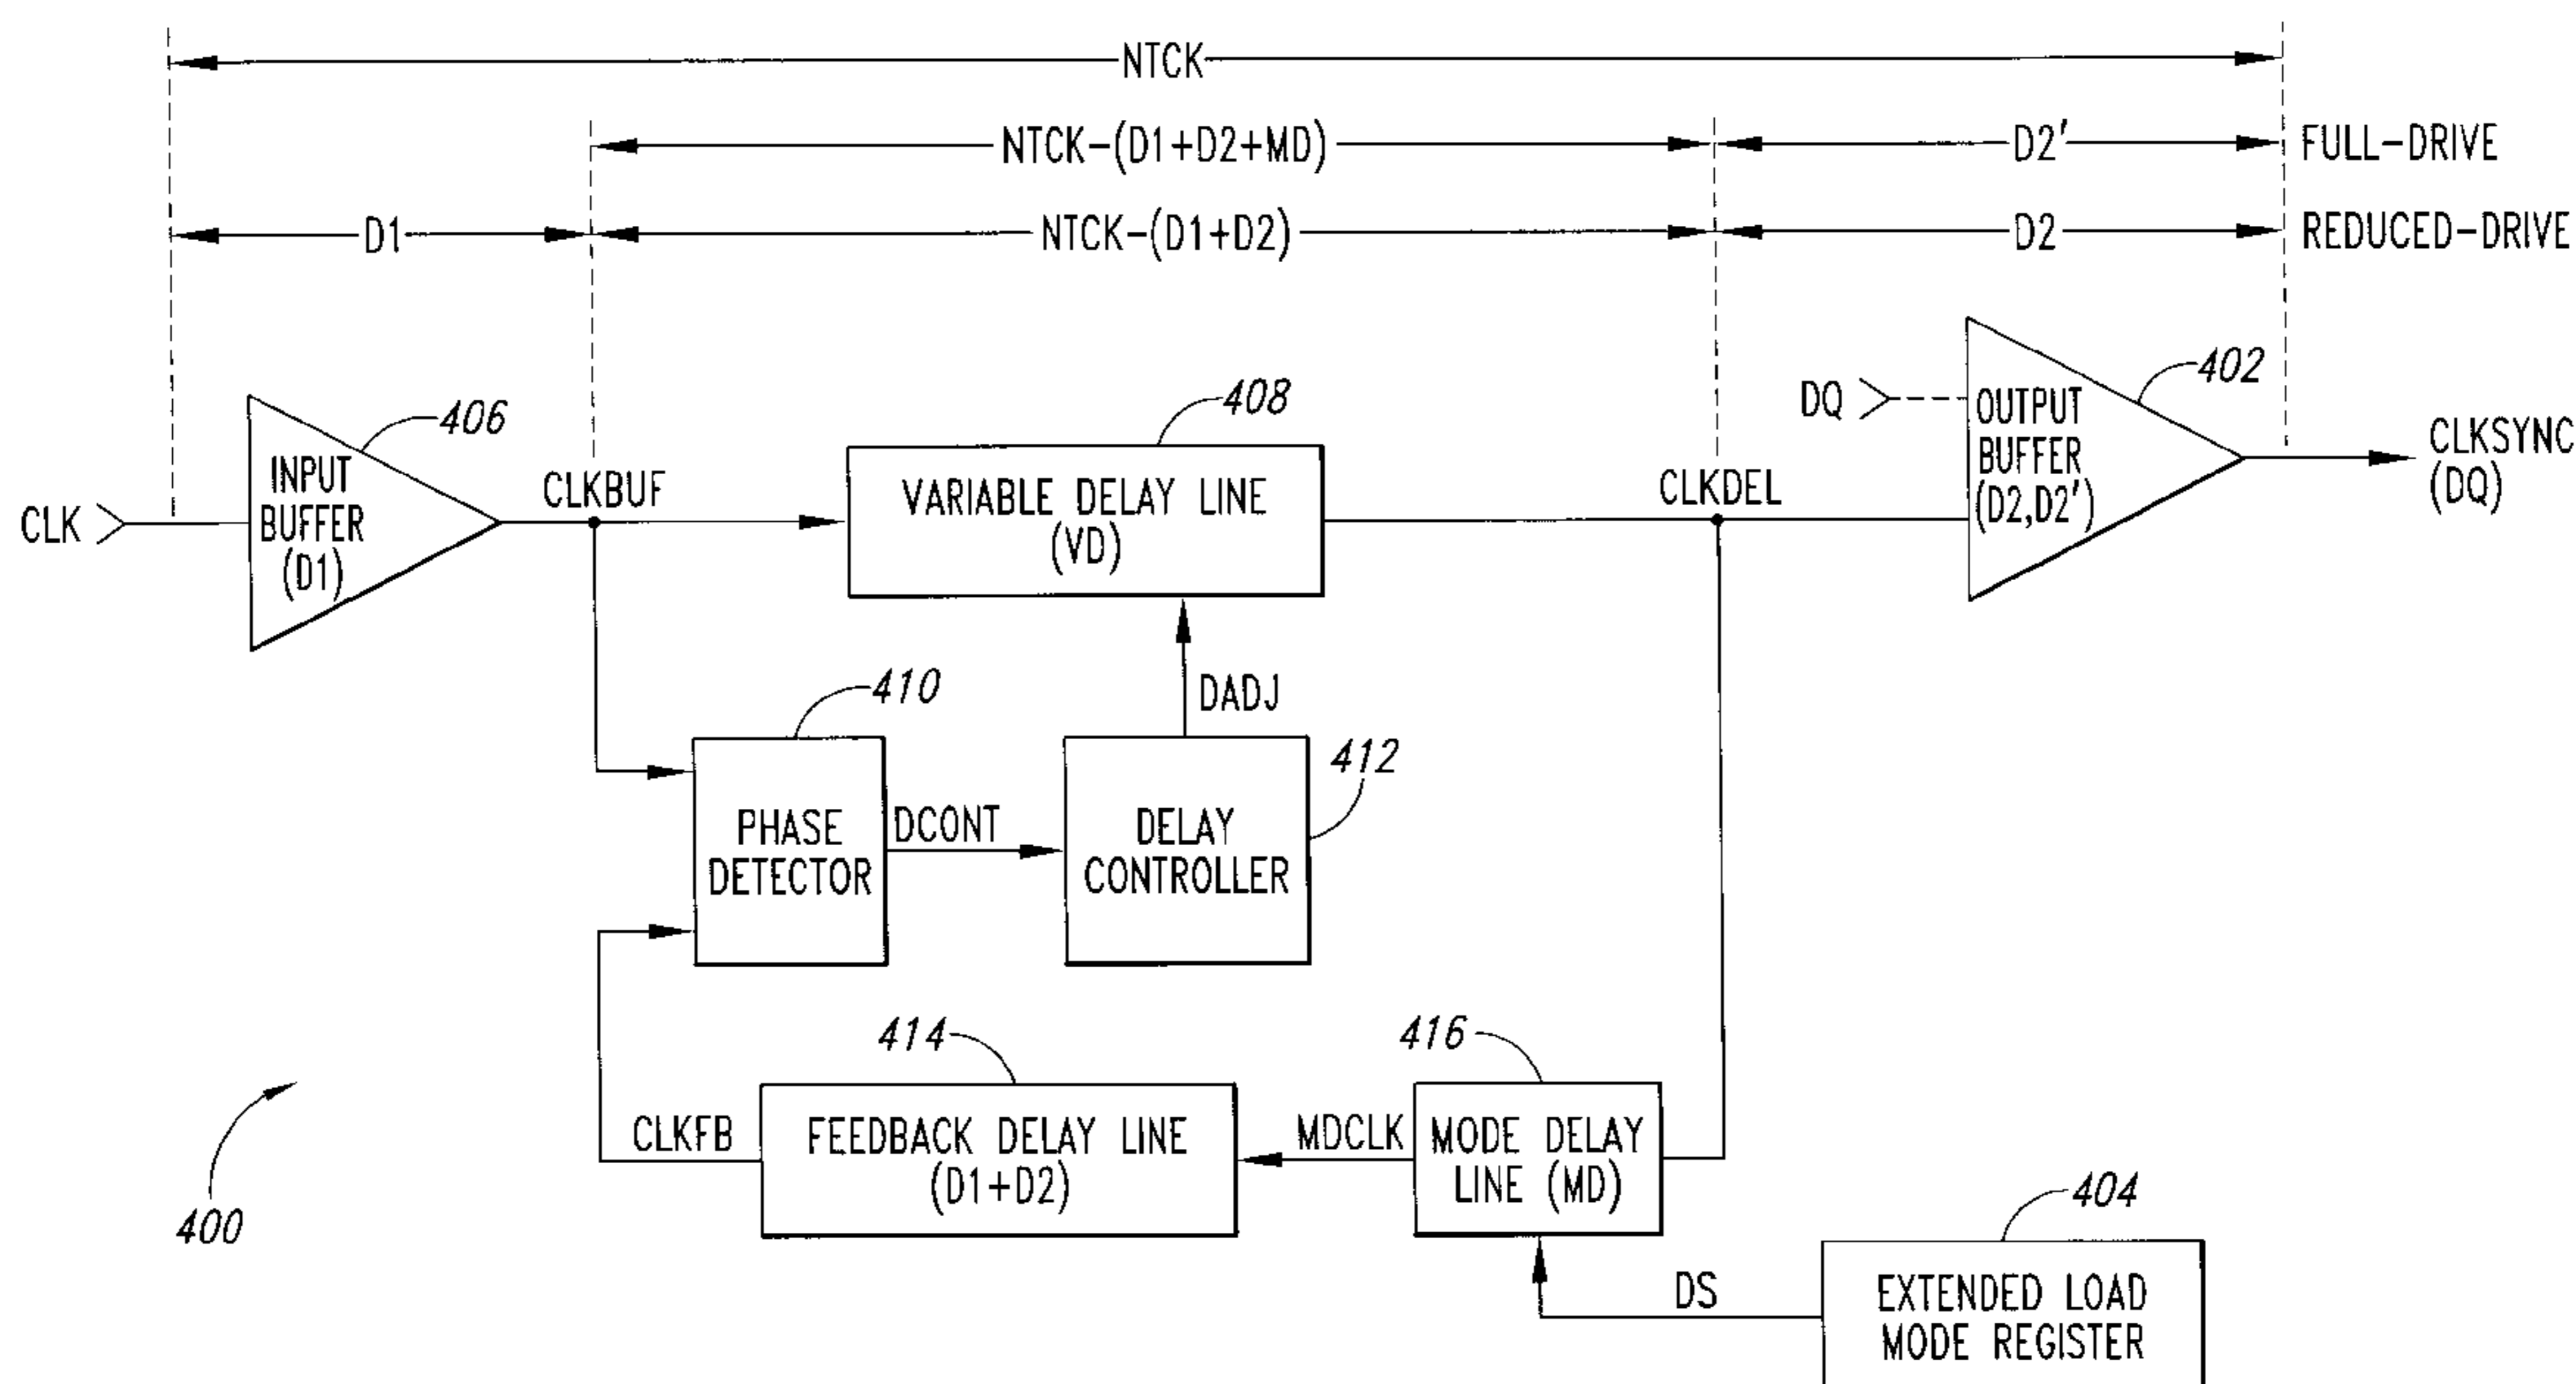 NTCK
NTCK-(D1+D2+MD)
D2'
FULL-DRIVE
D1
NTCK-(D1+D2)
D2
REDUCED-DRIVE
406
408
402
CLK
INPUT
BUFFER
(D1)
CLKBUF
VARIABLE DELAY LINE
(VD)
CLKDEL
DQ
OUTPUT
BUFFER
(D2,D2')
CLKSYNC
(DQ)
410
DADJ
412
PHASE
DETECTOR
DCONT
DELAY
CONTROLLER
414
416
400
CLKFB
FEEDBACK DELAY LINE
(D1+D2)
MDCLK
MODE DELAY
LINE (MD)
404
DS
EXTENDED LOAD
MODE REGISTER